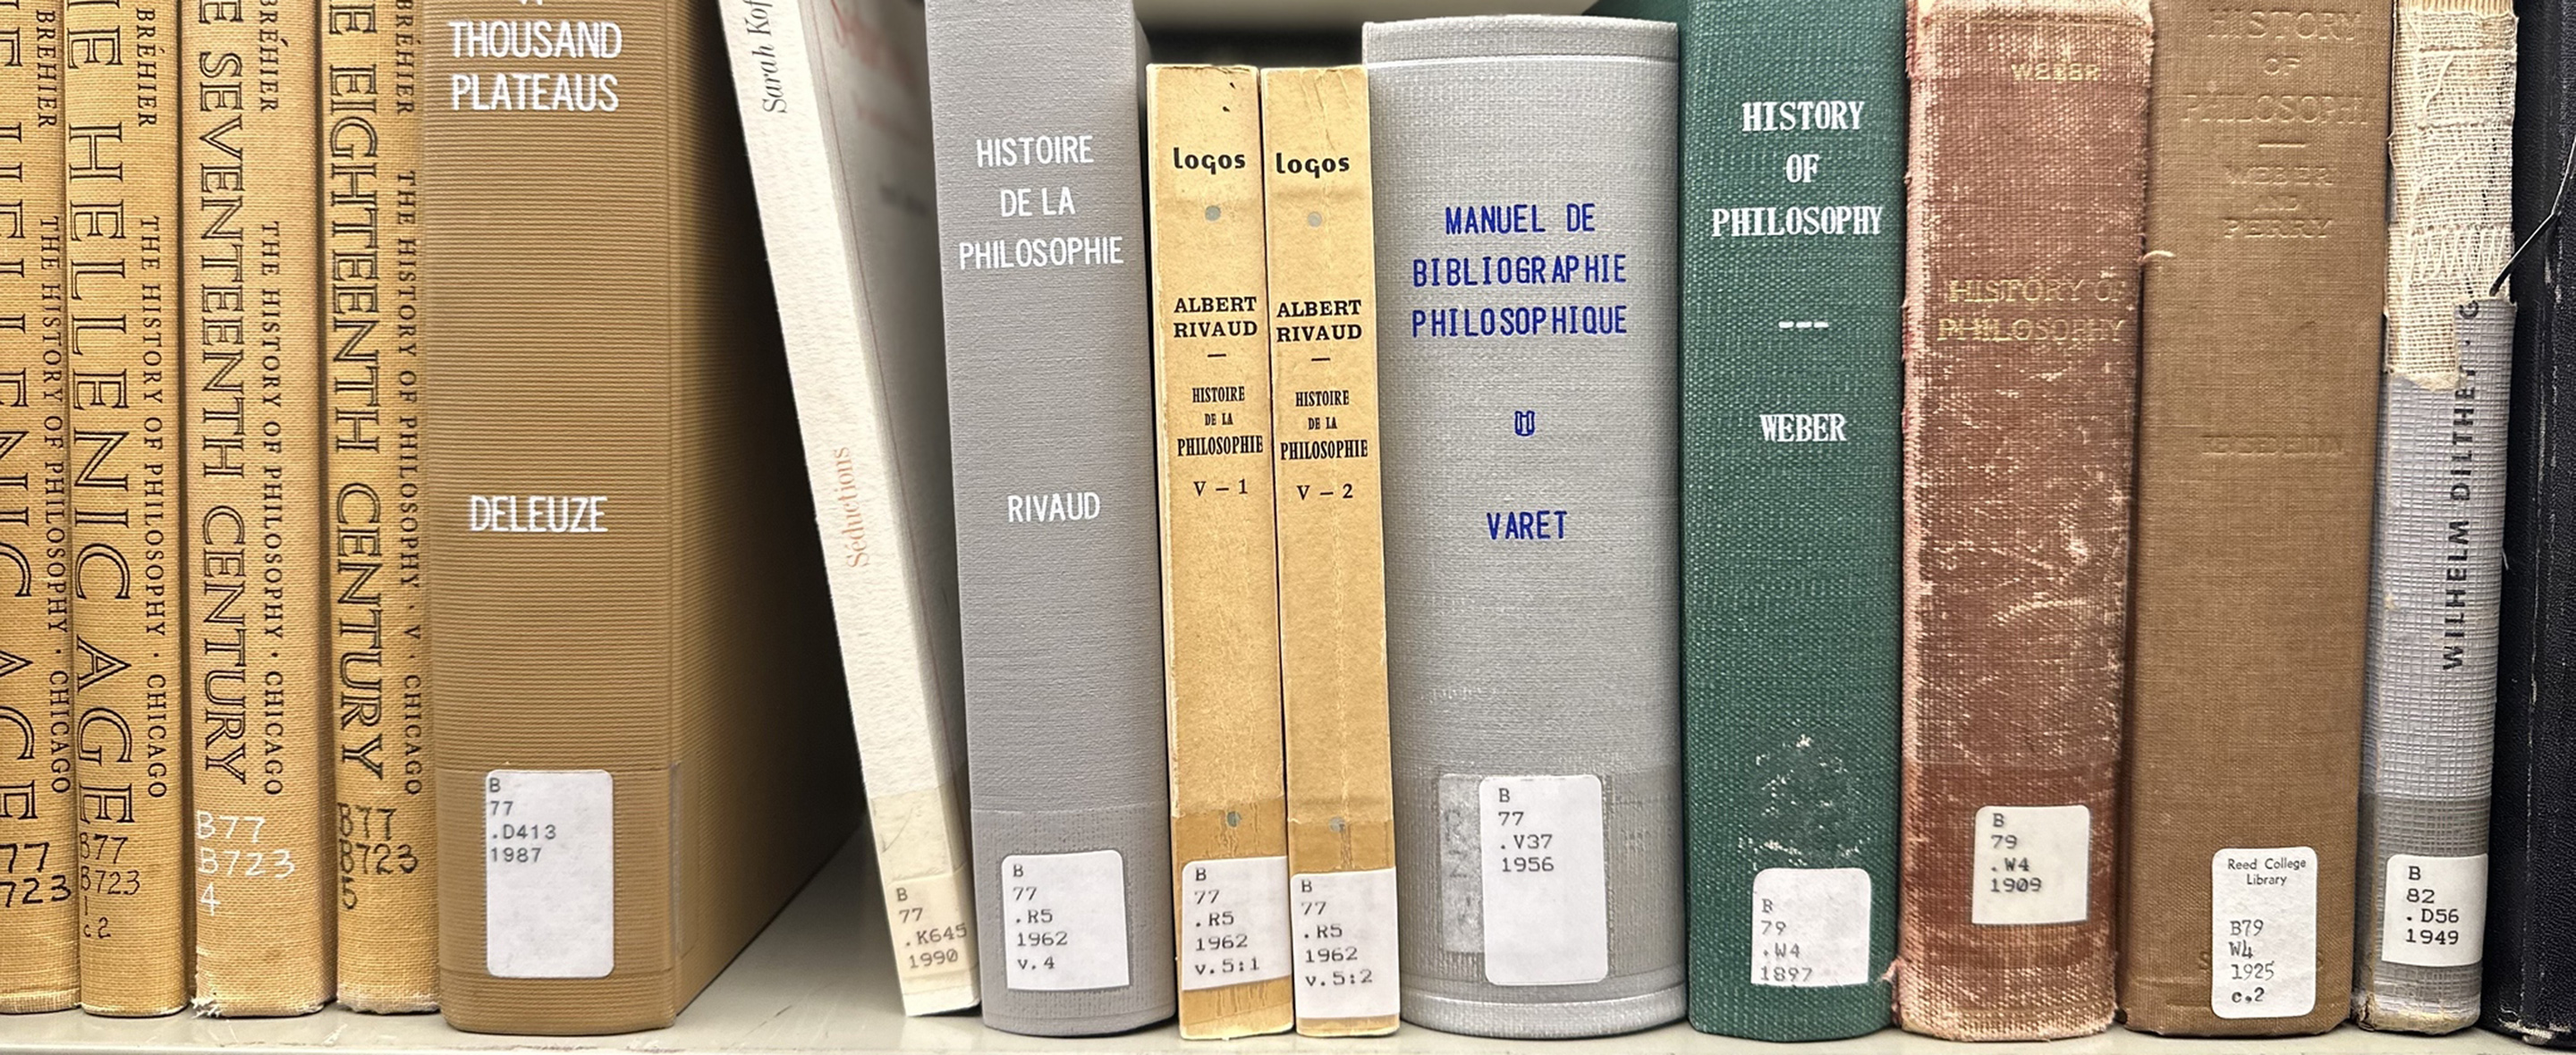 BRÉHIER
THE HISTORY OF PHILOSOPHY · CHICAGO
77
723
HELLENIC AGE
BRÉHIER
THE HISTORY OF PHILOSOPHY · CHICAGO
B77
B723
1
c.2
SEVENTEENTH CENTURY
BRÉHIER
THE HISTORY OF PHILOSOPHY · CHICAGO
B77
B723
4
EIGHTEENTH CENTURY
BRÉHIER
THE HISTORY OF PHILOSOPHY · V · CHICAGO
B77
B723
5
THOUSAND
PLATEAUS
DELEUZE
B
77
.D413
1987
Sarah Kof
Séductions
B
77
.K645
1990
HISTOIRE
DE LA
PHILOSOPHIE
RIVAUD
B
77
.R5
1962
v.4
logos
ALBERT
RIVAUD
—
HISTOIRE
DE LA
PHILOSOPHIE
V – 1
B
77
.R5
1962
v.5:1
logos
ALBERT
RIVAUD
—
HISTOIRE
DE LA
PHILOSOPHIE
V – 2
B
77
.R5
1962
v.5:2
MANUEL DE
BIBLIOGRAPHIE
PHILOSOPHIQUE
VARET
B
77
.V37
1956
HISTORY
OF
PHILOSOPHY
---
WEBER
B
79
.W4
1897
WEBER
HISTORY OF
PHILOSOPHY
B
79
.W4
1909
HISTORY
OF
PHILOSOPHY
WEBER
AND
PERRY
Reed College
Library
B79
W4
1925
c.2
WILHELM DILTHEY
B
82
.D56
1949